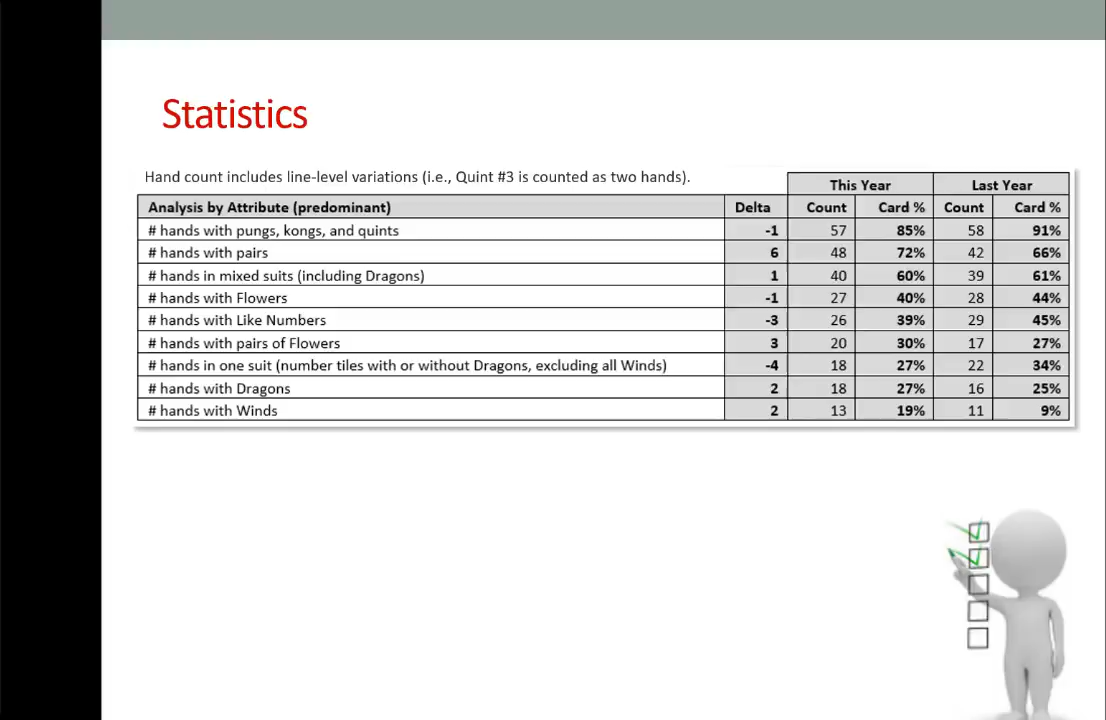 Statistics
Hand count includes line-level variations (i.e., Quint #3 is counted as two hands).
This Year Last Year
Analysis by Attribute (predominant) Delta Count Card % Count Card %
# hands with pungs, kongs, and quints -1 57 85% 58 91%
# hands with pairs 6 48 72% 42 66%
# hands in mixed suits (including Dragons) 1 40 60% 39 61%
# hands with Flowers -1 27 40% 28 44%
# hands with Like Numbers -3 26 39% 29 45%
# hands with pairs of Flowers 3 20 30% 17 27%
# hands in one suit (number tiles with or without Dragons, excluding all Winds) -4 18 27% 22 34%
# hands with Dragons 2 18 27% 16 25%
# hands with Winds 2 13 19% 11 9%